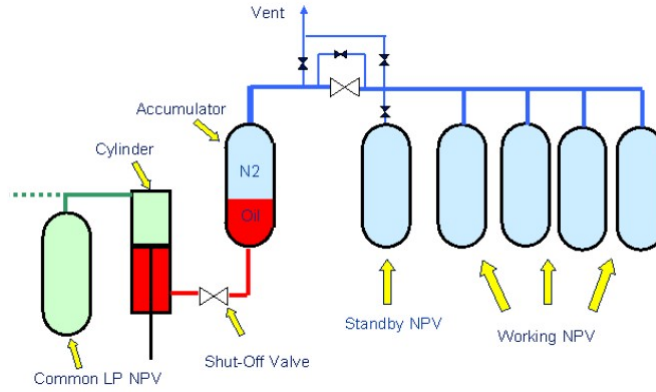 Vent
Accumulator
Cylinder
N2
Oil
Standby NPV
Working NPV
Shut-Off Valve
Common LP NPV